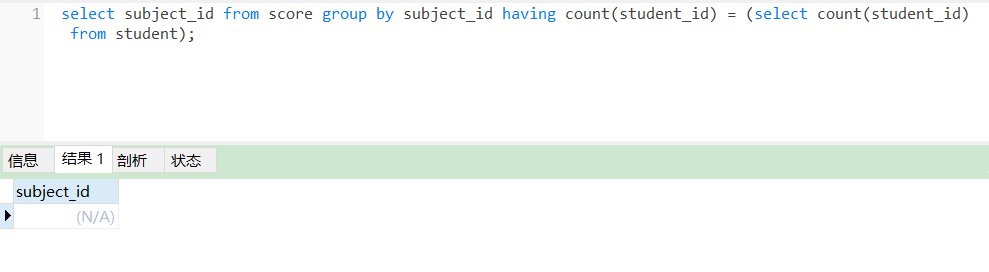 1 select subject_id from score group by subject_id having count(student_id) = (select count(student_id)
from student);
信息 结果 1 剖析 状态
subject_id
(N/A)